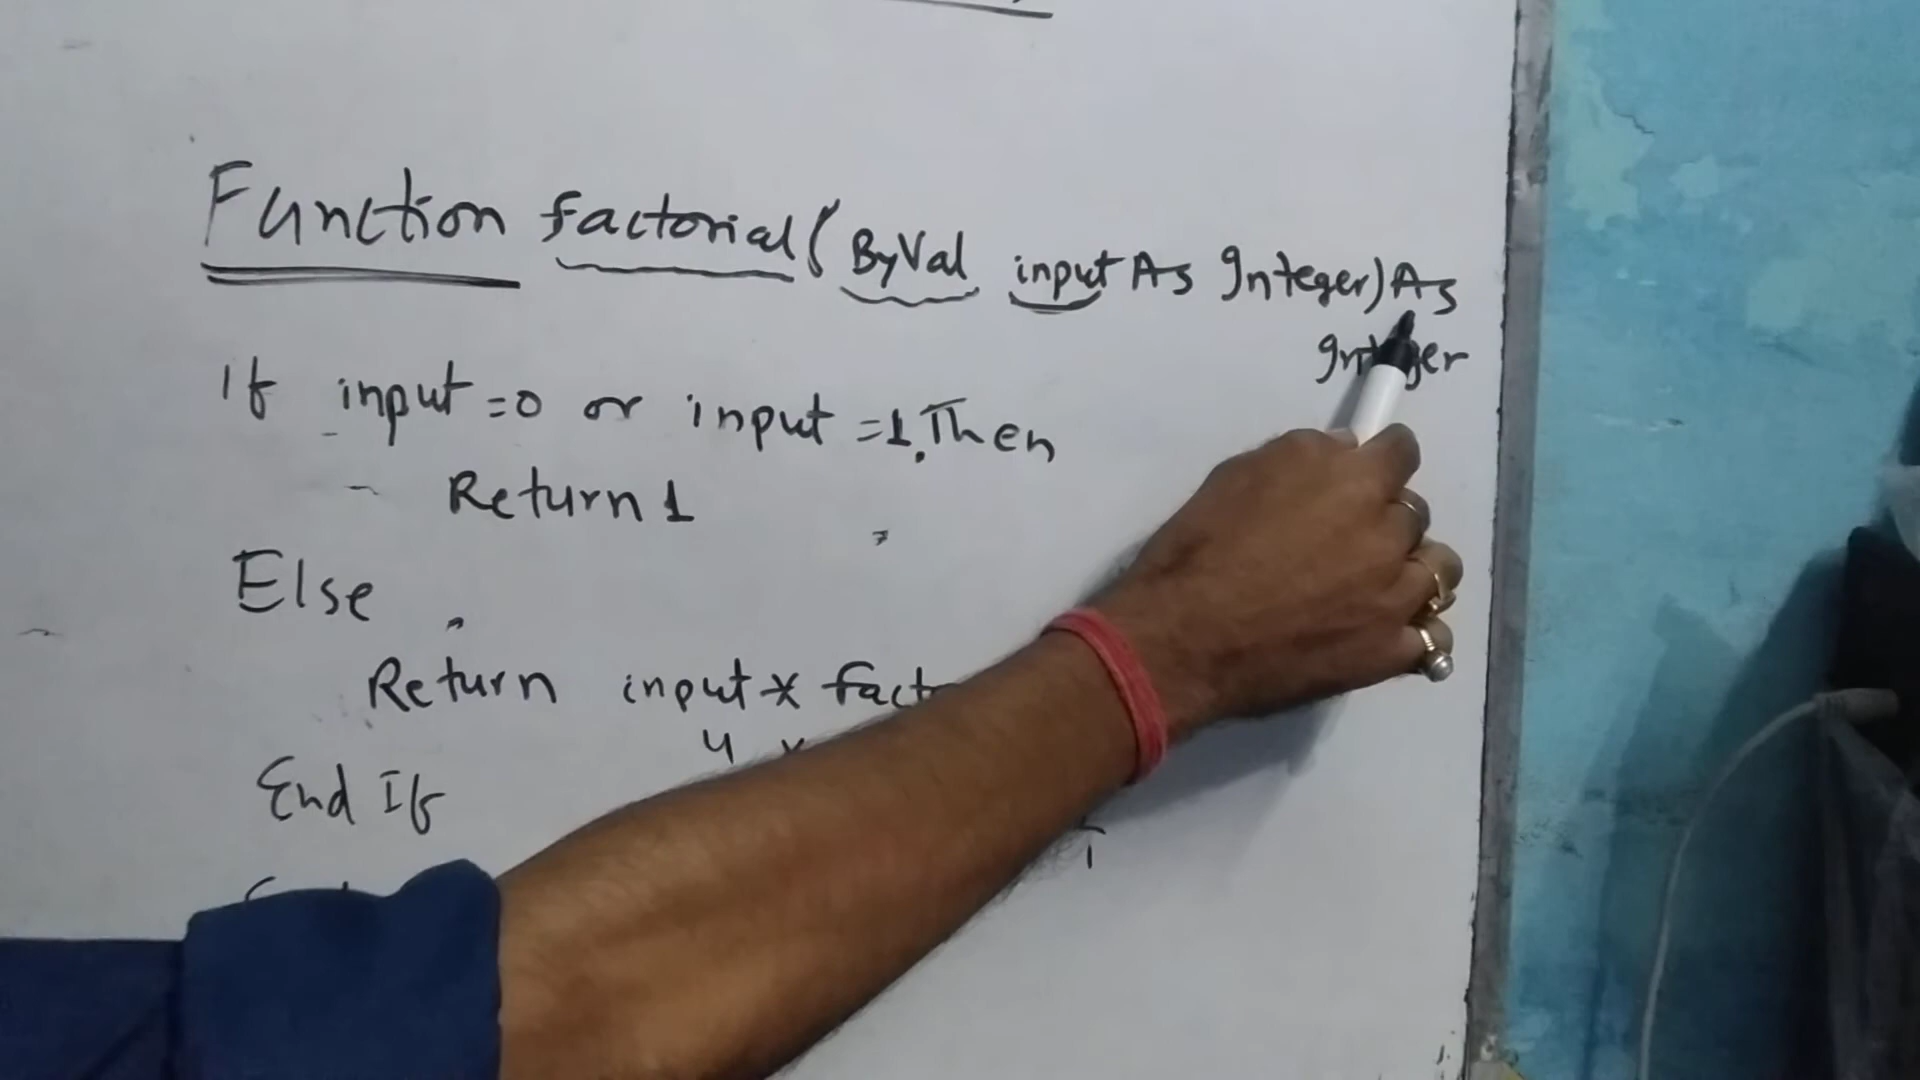 Function factorial(ByVal input As Integer) As
Integer
If input =0 or input =1.Then
Return 1
Else
Return input *
4 x
End If